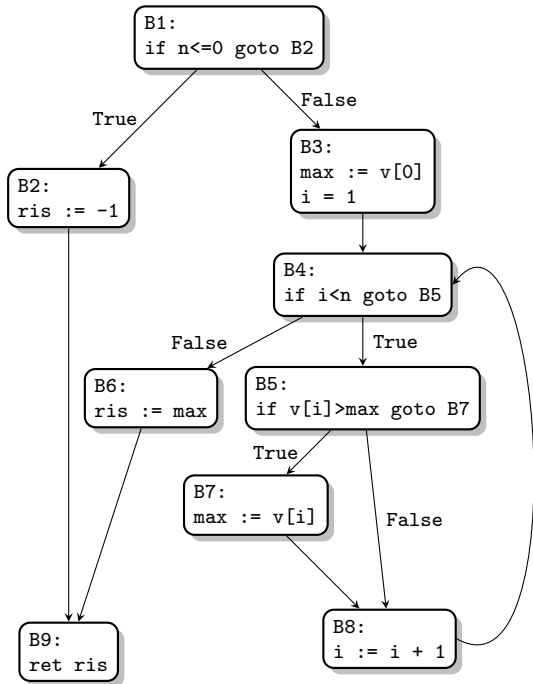 B1:
if n<=0 goto B2
True
False
B3:
max := v[0]
i = 1
B2:
ris := -1
B4:
if i<n goto B5
False
True
B6:
ris := max
B5:
if v[i]>max goto B7
True
B7:
max := v[i]
False
B8:
i := i + 1
B9:
ret ris